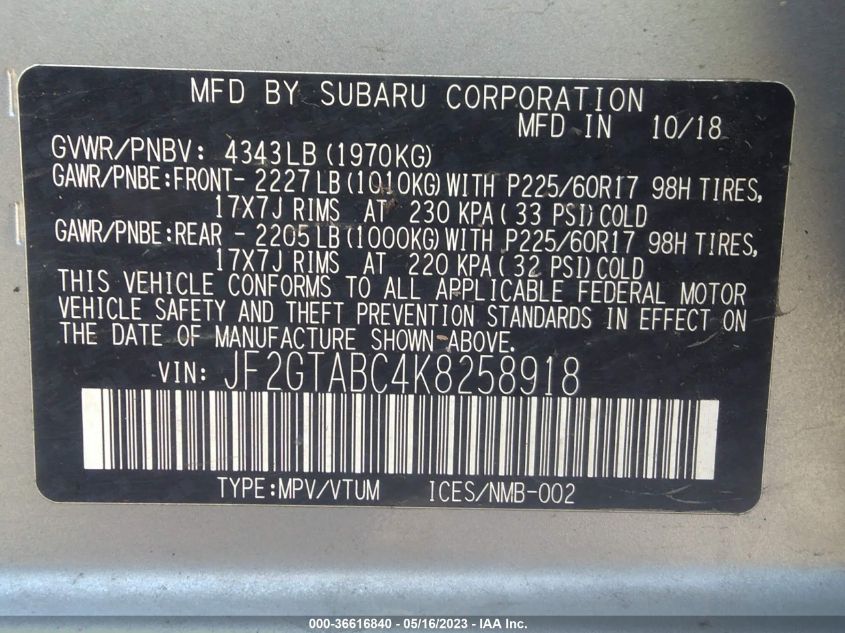 MFD BY SUBARU CORPORATION
MFD IN 10/18
GVWR/PNBV: 4343LB (1970KG)
GAWR/PNBE:FRONT- 2227LB (1010KG) WITH P225/60R17 98H TIRES,
17X7J RIMS AT 230 KPA (33 PSI) COLD
GAWR/PNBE:REAR - 2205LB (1000KG) WITH P225/60R17 98H TIRES,
17X7J RIMS AT 220 KPA (32 PSI) COLD
THIS VEHICLE CONFORMS TO ALL APPLICABLE FEDERAL MOTOR
VEHICLE SAFETY AND THEFT PREVENTION STANDARDS IN EFFECT ON
THE DATE OF MANUFACTURE SHOWN ABOVE.
VIN: JF2GTABC4K8258918
TYPE:MPV/VTUM ICES/NMB-002
000-36616840 - 05/16/2023 - IAA Inc.